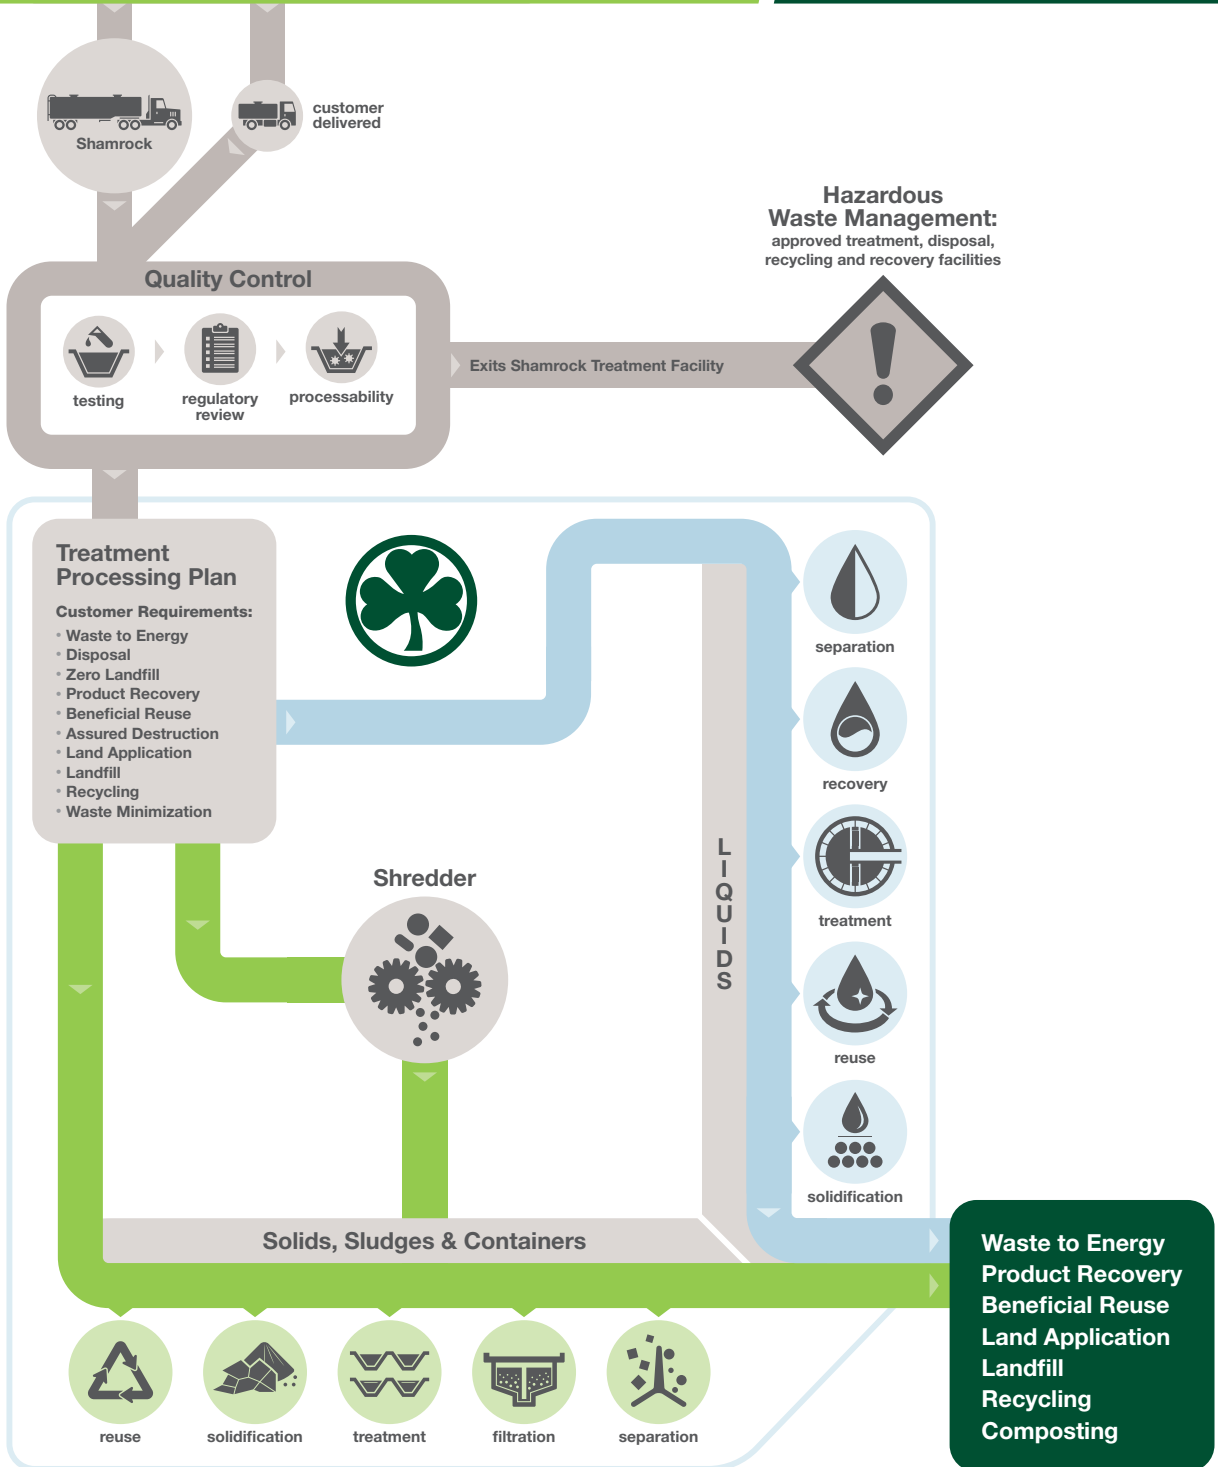 Shamrock
customer
delivered
Hazardous
Waste Management:
approved treatment, disposal,
recycling and recovery facilities
Quality Control
testing
regulatory
review
processability
Exits Shamrock Treatment Facility
Treatment
Processing Plan
Customer Requirements:
• Waste to Energy
• Disposal
• Zero Landfill
• Product Recovery
• Beneficial Reuse
• Assured Destruction
• Land Application
• Landfill
• Recycling
• Waste Minimization
separation
recovery
treatment
reuse
solidification
LIQUIDS
Shredder
Solids, Sludges & Containers
reuse
solidification
treatment
filtration
separation
Waste to Energy
Product Recovery
Beneficial Reuse
Land Application
Landfill
Recycling
Composting